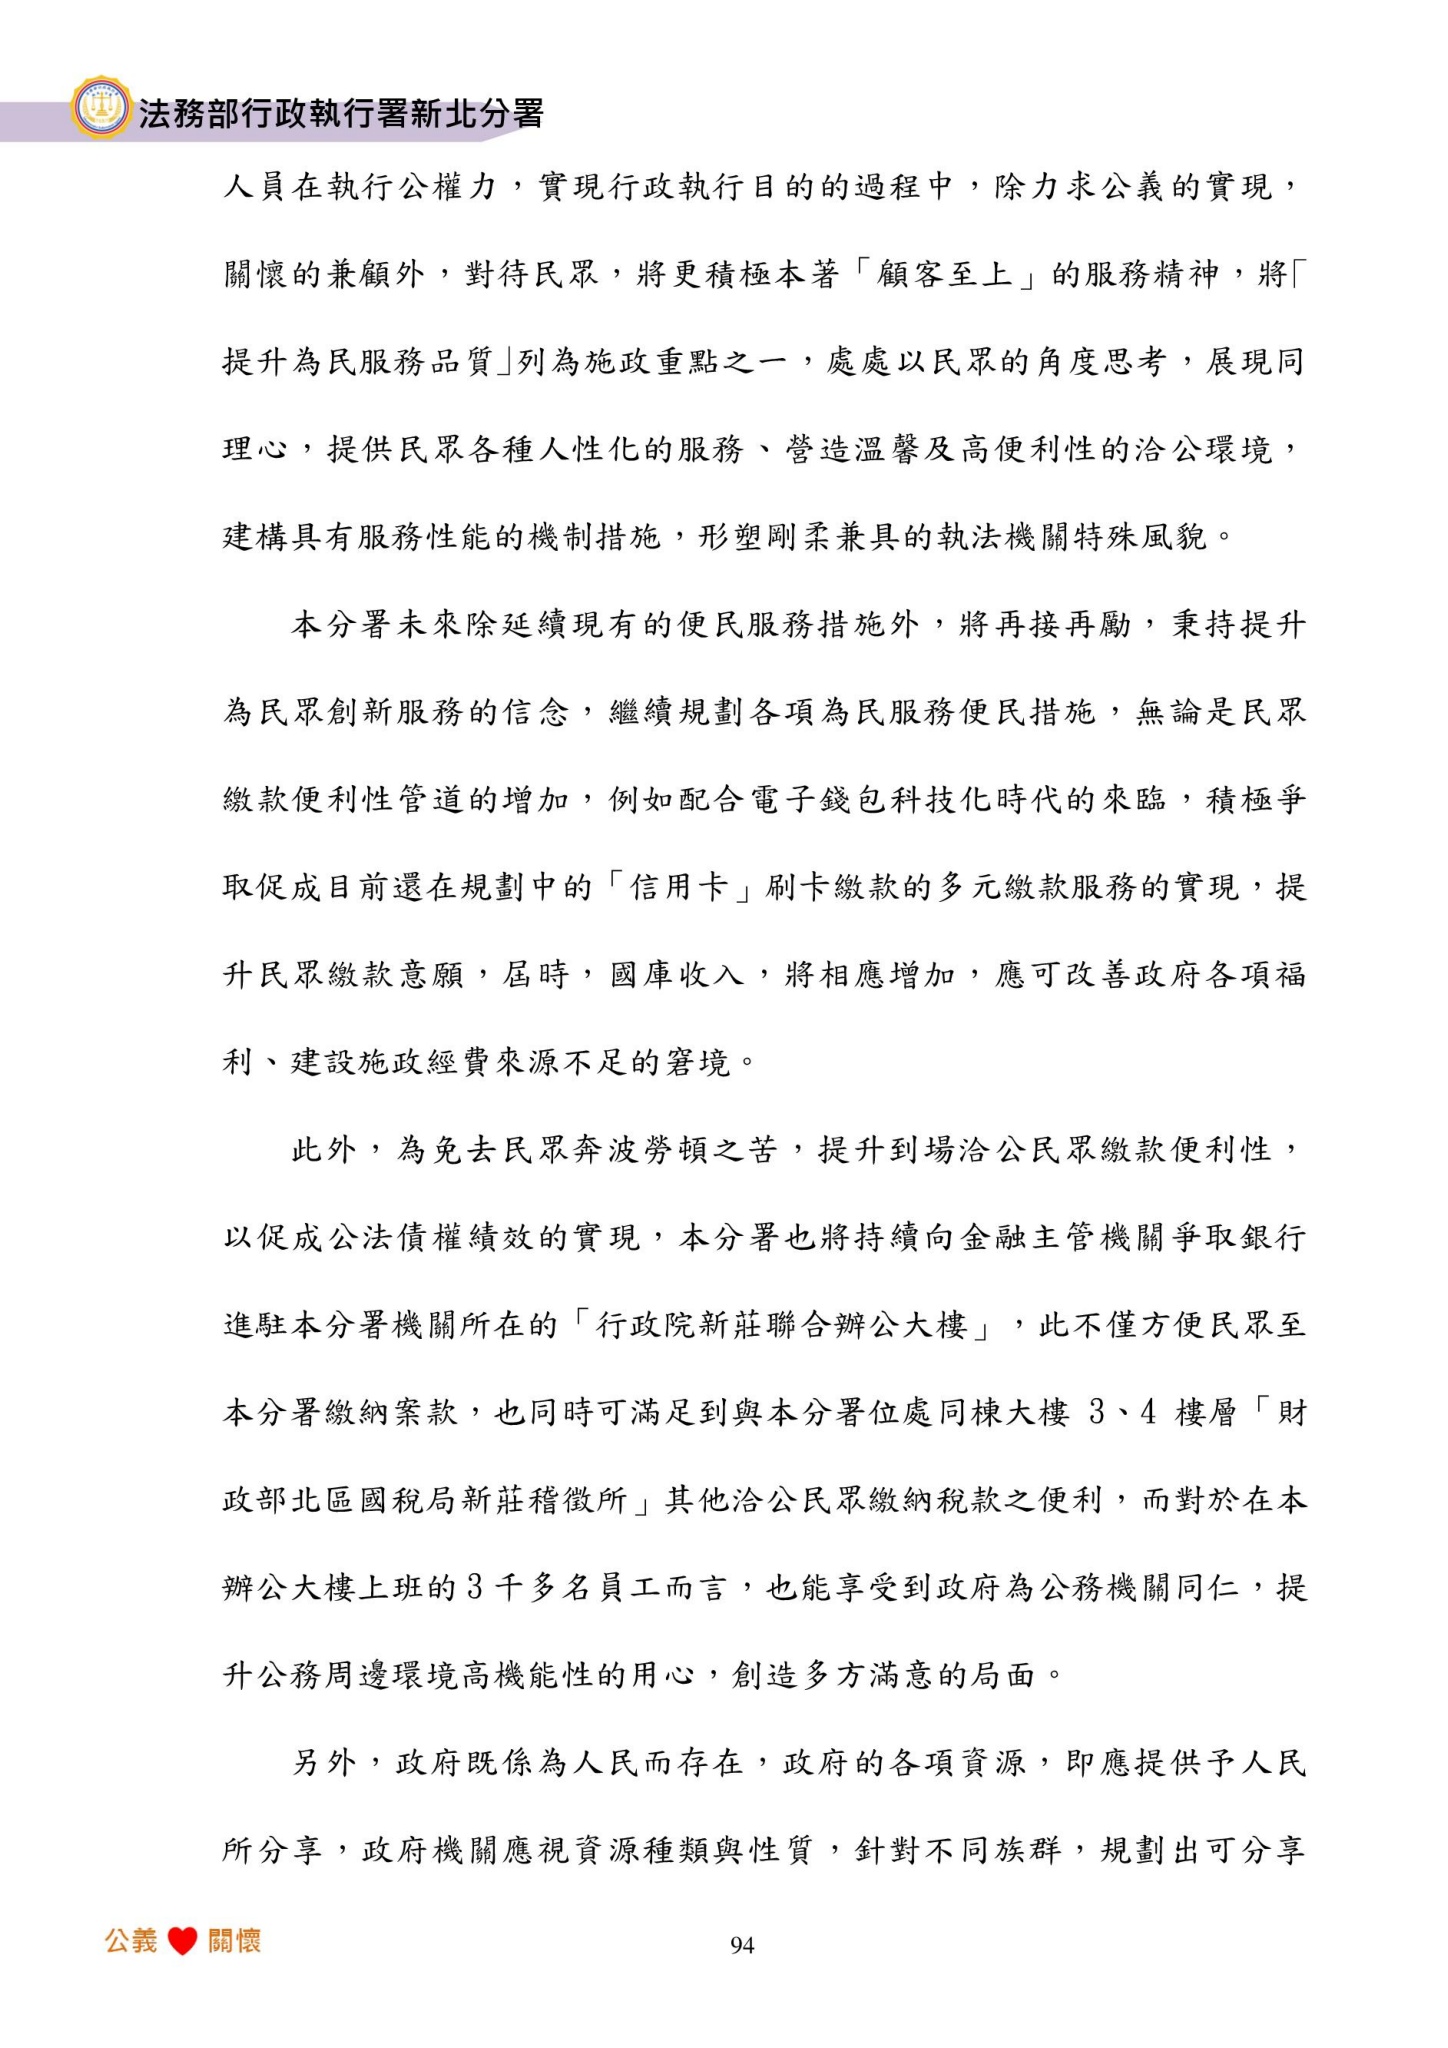 法務部行政執行署新北分署
人員在執行公權力，實現行政執行目的的過程中，除力求公義的實現，
關懷的兼顧外，對待民眾，將更積極本著「顧客至上」的服務精神，將「
提升為民服務品質」列為施政重點之一，處處以民眾的角度思考，展現同
理心，提供民眾各種人性化的服務、營造溫馨及高便利性的洽公環境，
建構具有服務性能的機制措施，形塑剛柔兼具的執法機關特殊風貌。
本分署未來除延續現有的便民服務措施外，將再接再勵，秉持提升
為民眾創新服務的信念，繼續規劃各項為民服務便民措施，無論是民眾
繳款便利性管道的增加，例如配合電子錢包科技化時代的來臨，積極爭
取促成目前還在規劃中的「信用卡」刷卡繳款的多元繳款服務的實現，提
升民眾繳款意願，屆時，國庫收入，將相應增加，應可改善政府各項福
利、建設施政經費來源不足的窘境。
此外，為免去民眾奔波勞頓之苦，提升到場洽公民眾繳款便利性，
以促成公法債權績效的實現，本分署也將持續向金融主管機關爭取銀行
進駐本分署機關所在的「行政院新莊聯合辦公大樓」，此不僅方便民眾至
本分署繳納案款，也同時可滿足到與本分署位處同棟大樓 3、4 樓層「財
政部北區國稅局新莊稽徵所」其他洽公民眾繳納稅款之便利，而對於在本
辦公大樓上班的 3 千多名員工而言，也能享受到政府為公務機關同仁，提
升公務周邊環境高機能性的用心，創造多方滿意的局面。
另外，政府既係為人民而存在，政府的各項資源，即應提供予人民
所分享，政府機關應視資源種類與性質，針對不同族群，規劃出可分享
公義 關懷
94